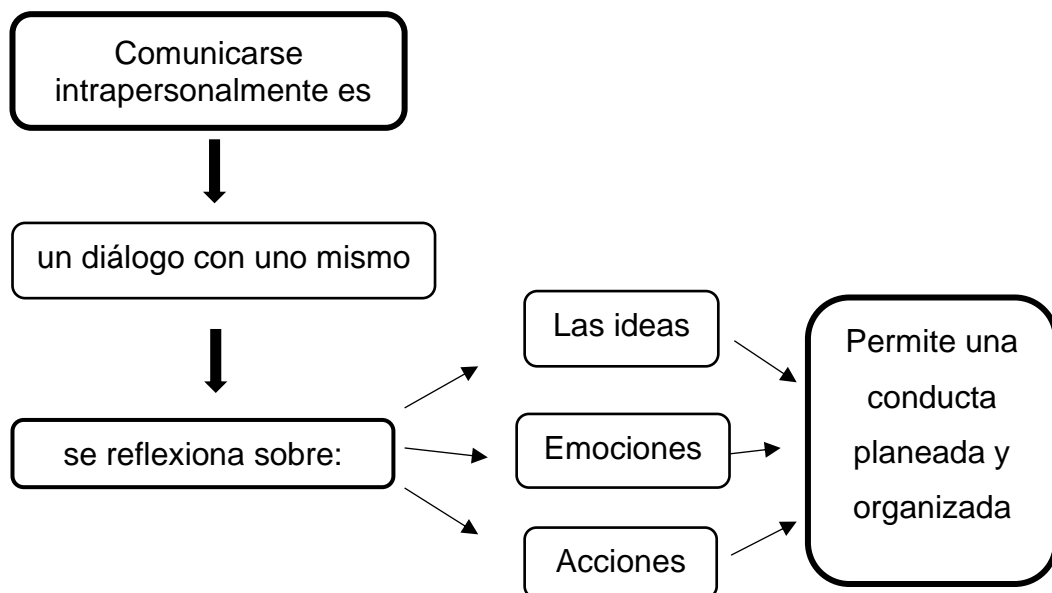 Comunicarse
intrapersonalmente es
un diálogo con uno mismo
se reflexiona sobre:
Las ideas
Emociones
Acciones
Permite una
conducta
planeada y
organizada